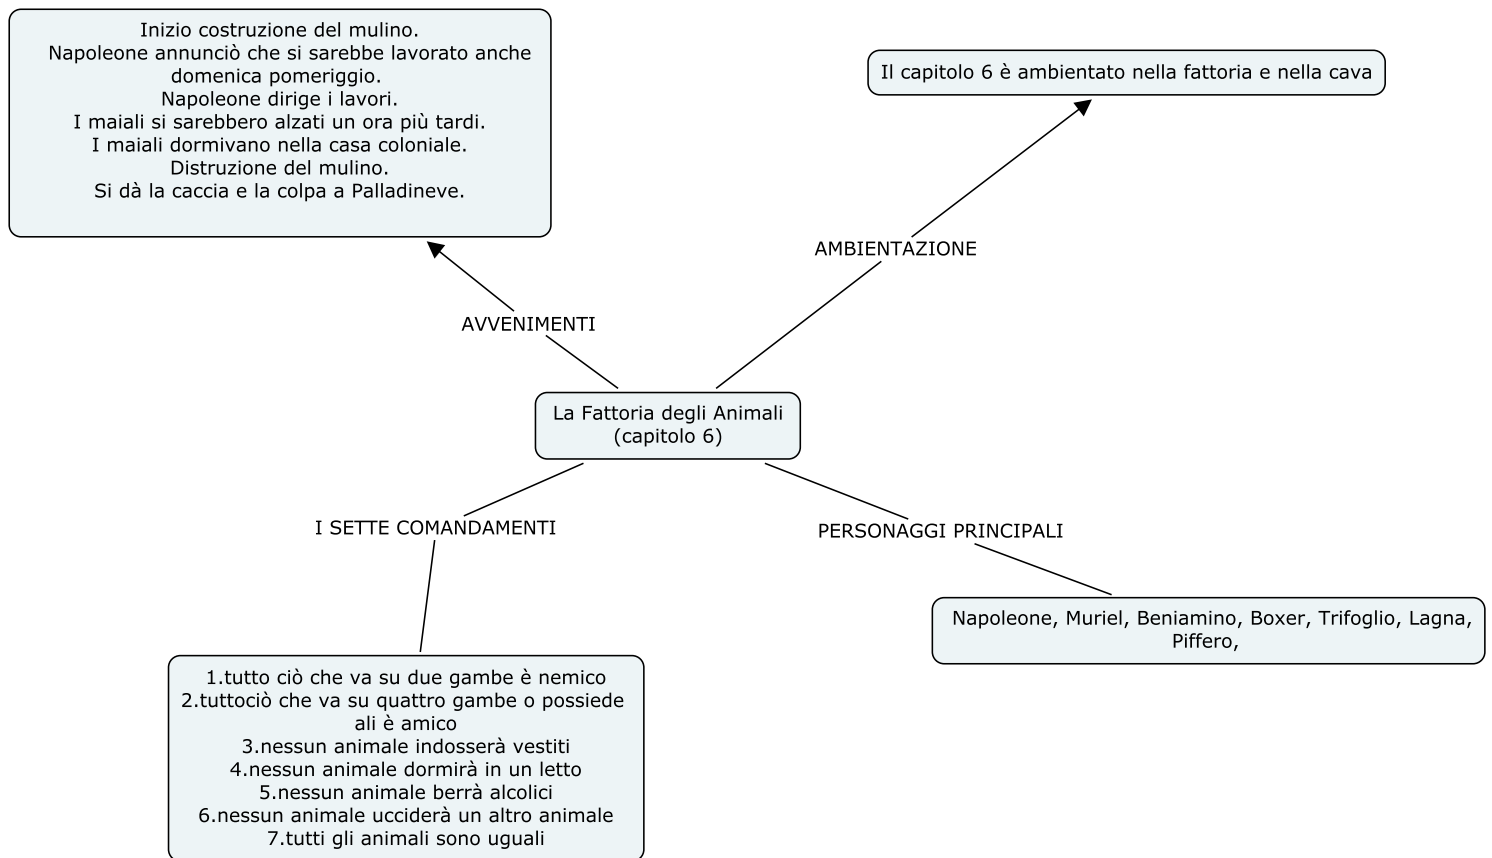 Inizio costruzione del mulino.
Napoleone annunciò che si sarebbe lavorato anche
domenica pomeriggio.
Napoleone dirige i lavori.
I maiali si sarebbero alzati un ora più tardi.
I maiali dormivano nella casa coloniale.
Distruzione del mulino.
Si dà la caccia e la colpa a Palladineve.
Il capitolo 6 è ambientato nella fattoria e nella cava
AMBIENTAZIONE
AVVENIMENTI
La Fattoria degli Animali
(capitolo 6)
I SETTE COMANDAMENTI
PERSONAGGI PRINCIPALI
Napoleone, Muriel, Beniamino, Boxer, Trifoglio, Lagna,
Piffero,
1.tutto ciò che va su due gambe è nemico
2.tuttociò che va su quattro gambe o possiede
ali è amico
3.nessun animale indosserà vestiti
4.nessun animale dormirà in un letto
5.nessun animale berrà alcolici
6.nessun animale ucciderà un altro animale
7.tutti gli animali sono uguali